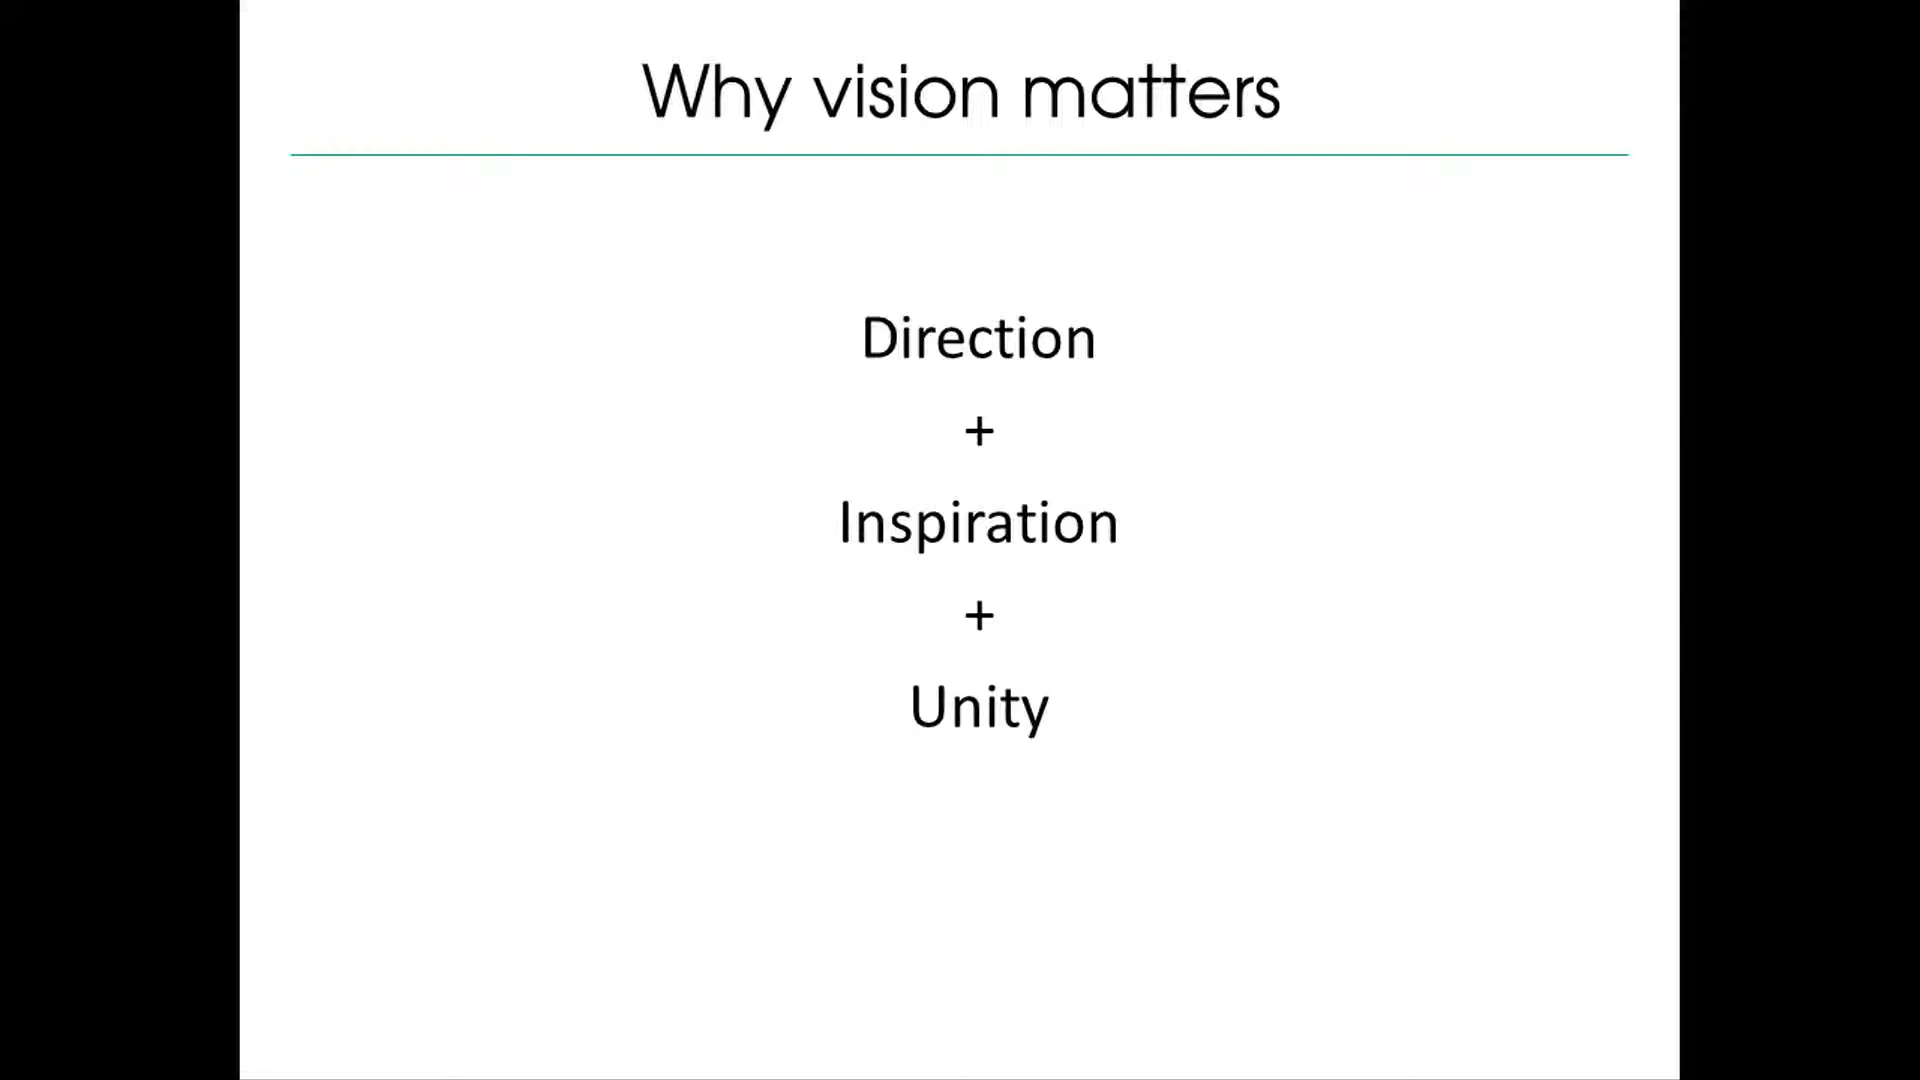 Why vision matters
Direction
+
Inspiration
+
Unity